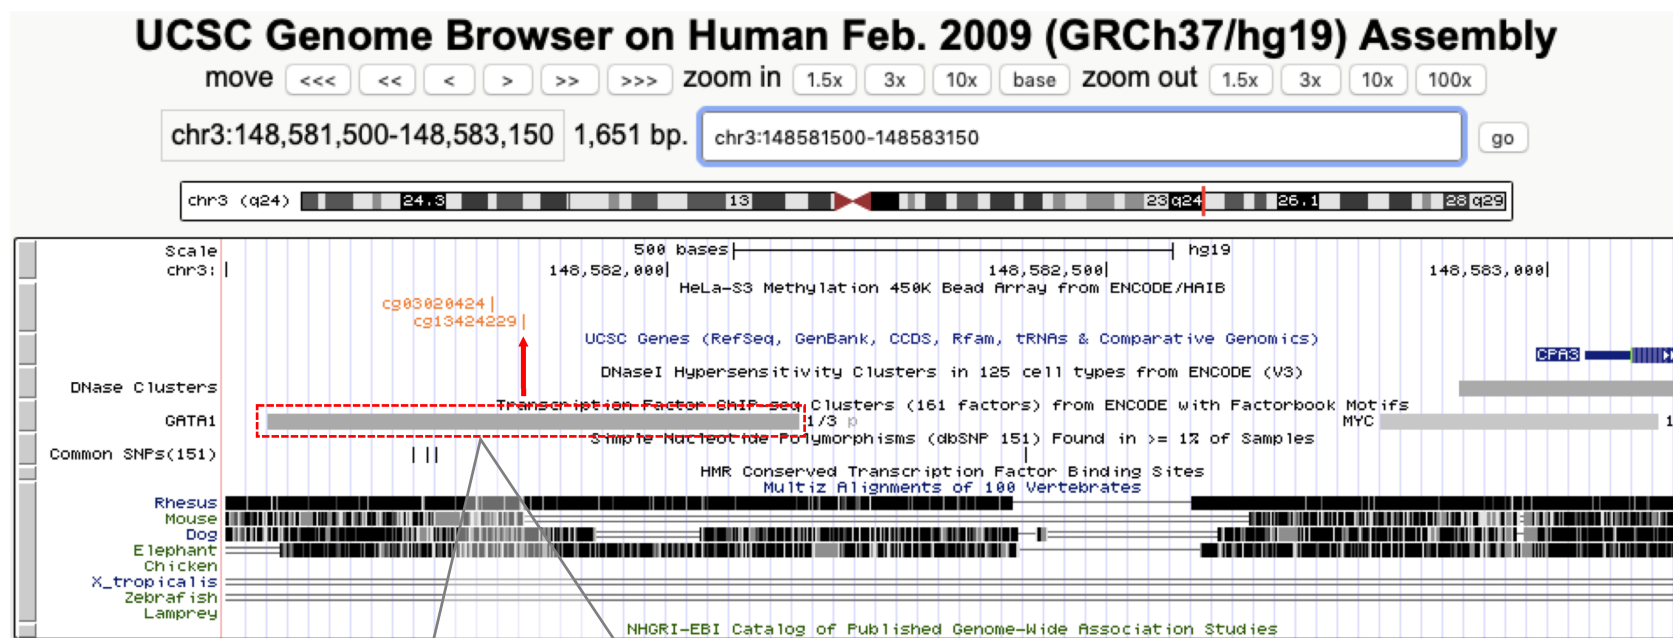 UCSC Genome Browser on Human Feb. 2009 (GRCh37/hg19) Assembly
move <<< << < > >> >>> zoom in 1.5x 3x 10x base zoom out 1.5x 3x 10x 100x
chr3:148,581,500-148,583,150 1,651 bp. chr3:148581500-148583150 go
chr3 (q24) 24.3 13 23 q24 26.1 28 q29
Scale 500 bases hg19
chr3: 148,582,000 148,582,500 148,583,000
HeLa-S3 Methylation 450K Bead Array from ENCODE/HAIB
cg03020424
cg13424229
UCSC Genes (RefSeq, GenBank, CCDS, Rfam, tRNAs & Comparative Genomics)
CPA3
DNaseI Hypersensitivity Clusters in 125 cell types from ENCODE (V3)
DNase Clusters
Transcription Factor ChIP-seq Clusters (161 factors) from ENCODE with Factorbook Motifs
GATA1 1/3 p MYC 1
Simple Nucleotide Polymorphisms (dbSNP 151) Found in >= 1% of Samples
Common SNPs(151)
HMR Conserved Transcription Factor Binding Sites
Multiz Alignments of 100 Vertebrates
Rhesus
Mouse
Dog
Elephant
Chicken
X_tropicalis
Zebrafish
Lamprey
NHGRI-EBI Catalog of Published Genome-Wide Association Studies